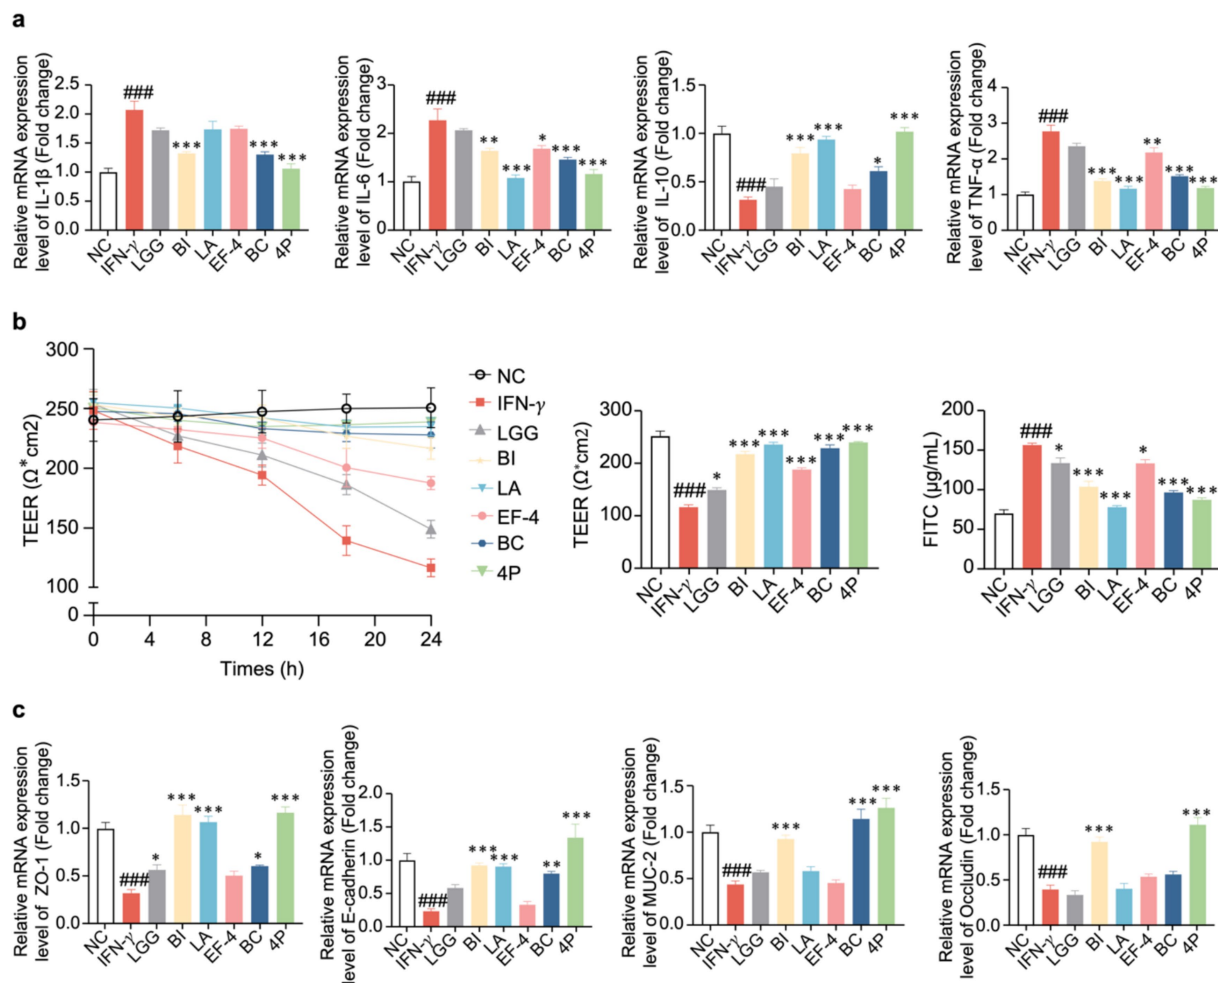 a
Relative mRNA expression
level of IL-1β (Fold change)
2.5
2.0
1.5
1.0
0.5
0.0
###
***
***
***
NC
IFN-γ
LGG
BI
LA
EF-4
BC
4P
Relative mRNA expression
level of IL-6 (Fold change)
3
2
1
0
###
**
***
*
***
***
NC
IFN-γ
LGG
BI
LA
EF-4
BC
4P
Relative mRNA expression
level of IL-10 (Fold change)
1.5
1.0
0.5
0.0
###
***
***
*
***
NC
IFN-γ
LGG
BI
LA
EF-4
BC
4P
Relative mRNA expression
level of TNF-α (Fold change)
4
3
2
1
0
###
***
***
**
***
***
NC
IFN-γ
LGG
BI
LA
EF-4
BC
4P
b
TEER (Ω*cm2)
300
250
200
150
100
0
0
4
8
12
16
20
24
Times (h)
NC
IFN-γ
LGG
BI
LA
EF-4
BC
4P
TEER (Ω*cm2)
300
200
100
0
###
*
***
***
***
***
***
NC
IFN-γ
LGG
BI
LA
EF-4
BC
4P
FITC (μg/mL)
200
150
100
50
0
###
*
***
***
*
***
***
NC
IFN-γ
LGG
BI
LA
EF-4
BC
4P
c
Relative mRNA expression
level of ZO-1 (Fold change)
1.5
1.0
0.5
0.0
###
*
***
***
*
***
NC
IFN-γ
LGG
BI
LA
EF-4
BC
4P
Relative mRNA expression
level of E-cadherin (Fold change)
2.0
1.5
1.0
0.5
0.0
###
***
***
**
***
NC
IFN-γ
LGG
BI
LA
EF-4
BC
4P
Relative mRNA expression
level of MUC-2 (Fold change)
1.5
1.0
0.5
0.0
###
***
***
***
NC
IFN-γ
LGG
BI
LA
EF-4
BC
4P
Relative mRNA expression
level of Occludin (Fold change)
1.5
1.0
0.5
0.0
###
***
***
NC
IFN-γ
LGG
BI
LA
EF-4
BC
4P